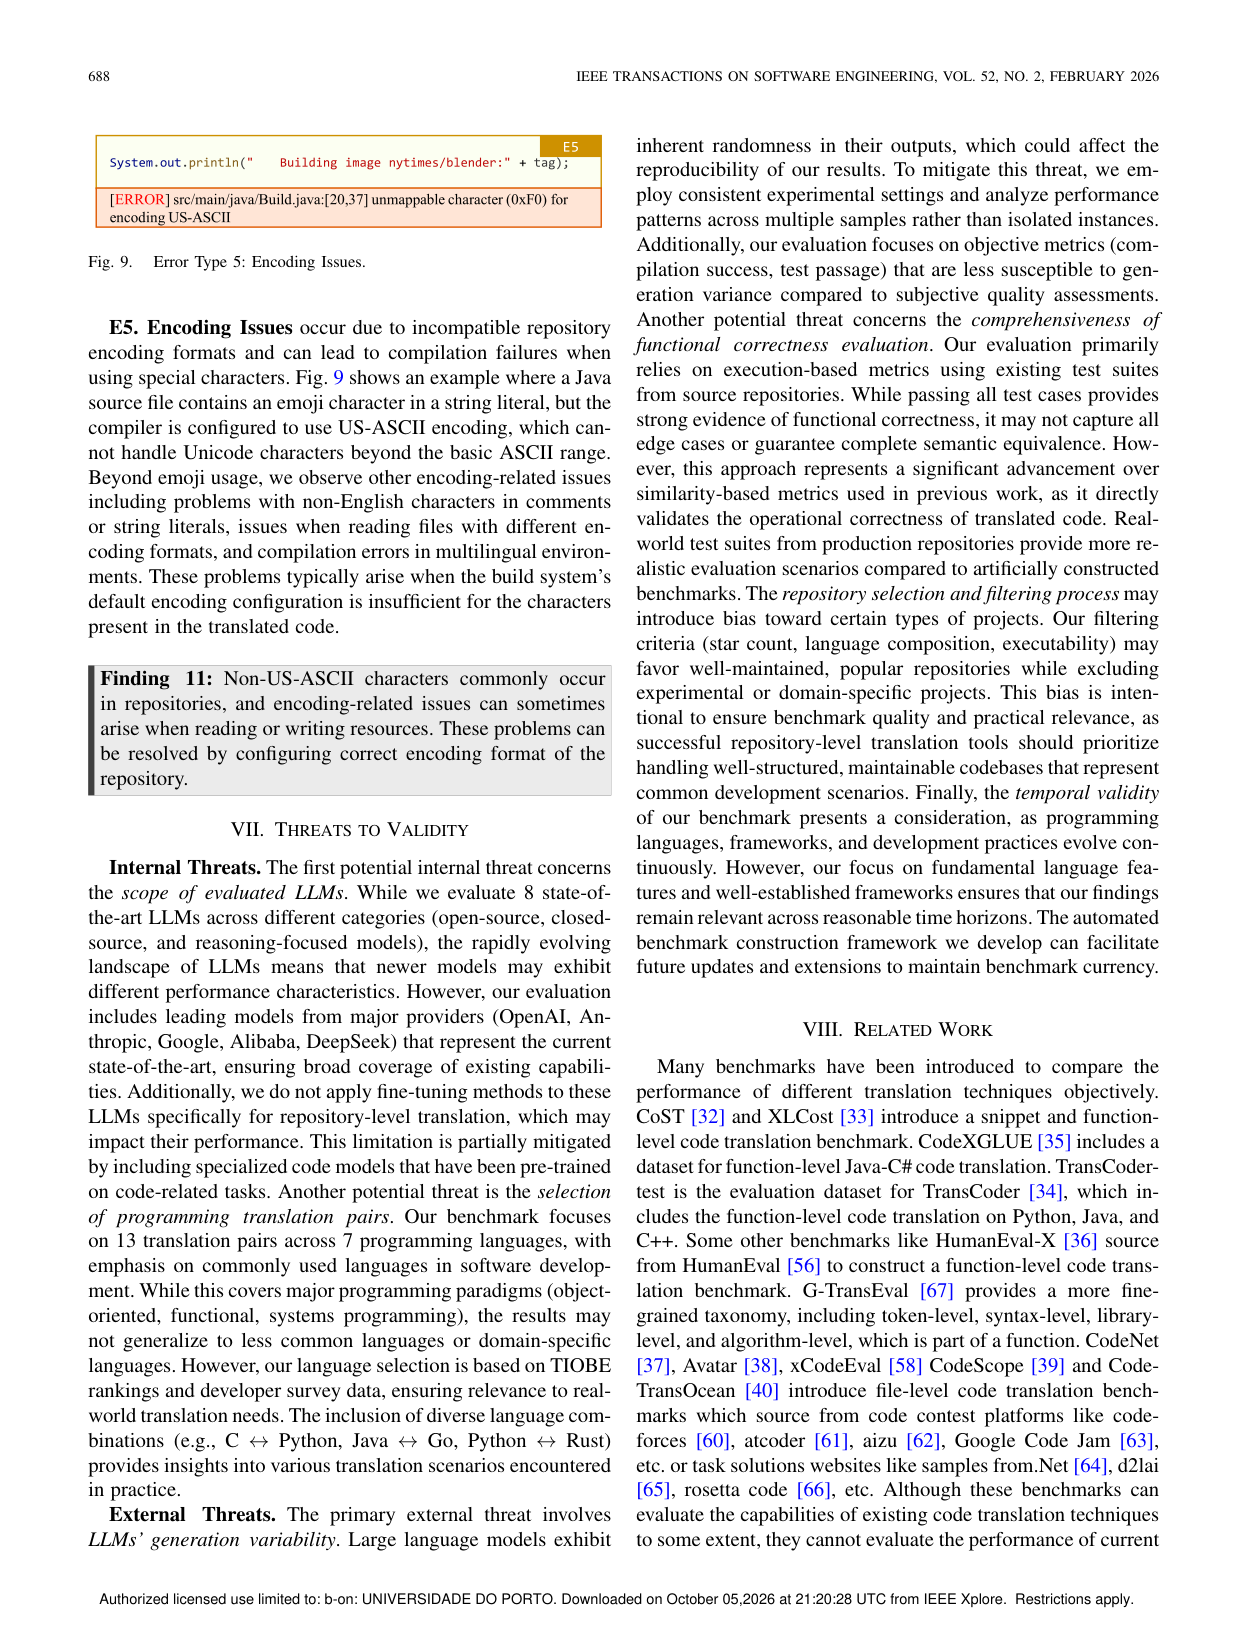 688
IEEE TRANSACTIONS ON SOFTWARE ENGINEERING, VOL. 52, NO. 2, FEBRUARY 2026
E5
System.out.println("    Building image nytimes/blender:" + tag);
[ERROR] src/main/java/Build.java:[20,37] unmappable character (0xF0) for
encoding US-ASCII
Fig. 9. Error Type 5: Encoding Issues.
E5. Encoding Issues occur due to incompatible repository
encoding formats and can lead to compilation failures when
using special characters. Fig. 9 shows an example where a Java
source file contains an emoji character in a string literal, but the
compiler is configured to use US-ASCII encoding, which can-
not handle Unicode characters beyond the basic ASCII range.
Beyond emoji usage, we observe other encoding-related issues
including problems with non-English characters in comments
or string literals, issues when reading files with different en-
coding formats, and compilation errors in multilingual environ-
ments. These problems typically arise when the build system's
default encoding configuration is insufficient for the characters
present in the translated code.
Finding 11: Non-US-ASCII characters commonly occur
in repositories, and encoding-related issues can sometimes
arise when reading or writing resources. These problems can
be resolved by configuring correct encoding format of the
repository.
VII. THREATS TO VALIDITY
Internal Threats. The first potential internal threat concerns
the scope of evaluated LLMs. While we evaluate 8 state-of-
the-art LLMs across different categories (open-source, closed-
source, and reasoning-focused models), the rapidly evolving
landscape of LLMs means that newer models may exhibit
different performance characteristics. However, our evaluation
includes leading models from major providers (OpenAI, An-
thropic, Google, Alibaba, DeepSeek) that represent the current
state-of-the-art, ensuring broad coverage of existing capabili-
ties. Additionally, we do not apply fine-tuning methods to these
LLMs specifically for repository-level translation, which may
impact their performance. This limitation is partially mitigated
by including specialized code models that have been pre-trained
on code-related tasks. Another potential threat is the selection
of programming translation pairs. Our benchmark focuses
on 13 translation pairs across 7 programming languages, with
emphasis on commonly used languages in software develop-
ment. While this covers major programming paradigms (object-
oriented, functional, systems programming), the results may
not generalize to less common languages or domain-specific
languages. However, our language selection is based on TIOBE
rankings and developer survey data, ensuring relevance to real-
world translation needs. The inclusion of diverse language com-
binations (e.g., C ↔ Python, Java ↔ Go, Python ↔ Rust)
provides insights into various translation scenarios encountered
in practice.
External Threats. The primary external threat involves
LLMs' generation variability. Large language models exhibit
inherent randomness in their outputs, which could affect the
reproducibility of our results. To mitigate this threat, we em-
ploy consistent experimental settings and analyze performance
patterns across multiple samples rather than isolated instances.
Additionally, our evaluation focuses on objective metrics (com-
pilation success, test passage) that are less susceptible to gen-
eration variance compared to subjective quality assessments.
Another potential threat concerns the comprehensiveness of
functional correctness evaluation. Our evaluation primarily
relies on execution-based metrics using existing test suites
from source repositories. While passing all test cases provides
strong evidence of functional correctness, it may not capture all
edge cases or guarantee complete semantic equivalence. How-
ever, this approach represents a significant advancement over
similarity-based metrics used in previous work, as it directly
validates the operational correctness of translated code. Real-
world test suites from production repositories provide more re-
alistic evaluation scenarios compared to artificially constructed
benchmarks. The repository selection and filtering process may
introduce bias toward certain types of projects. Our filtering
criteria (star count, language composition, executability) may
favor well-maintained, popular repositories while excluding
experimental or domain-specific projects. This bias is inten-
tional to ensure benchmark quality and practical relevance, as
successful repository-level translation tools should prioritize
handling well-structured, maintainable codebases that represent
common development scenarios. Finally, the temporal validity
of our benchmark presents a consideration, as programming
languages, frameworks, and development practices evolve con-
tinuously. However, our focus on fundamental language fea-
tures and well-established frameworks ensures that our findings
remain relevant across reasonable time horizons. The automated
benchmark construction framework we develop can facilitate
future updates and extensions to maintain benchmark currency.
VIII. RELATED WORK
Many benchmarks have been introduced to compare the
performance of different translation techniques objectively.
CoST [32] and XLCost [33] introduce a snippet and function-
level code translation benchmark. CodeXGLUE [35] includes a
dataset for function-level Java-C# code translation. TransCoder-
test is the evaluation dataset for TransCoder [34], which in-
cludes the function-level code translation on Python, Java, and
C++. Some other benchmarks like HumanEval-X [36] source
from HumanEval [56] to construct a function-level code trans-
lation benchmark. G-TransEval [67] provides a more fine-
grained taxonomy, including token-level, syntax-level, library-
level, and algorithm-level, which is part of a function. CodeNet
[37], Avatar [38], xCodeEval [58] CodeScope [39] and Code-
TransOcean [40] introduce file-level code translation bench-
marks which source from code contest platforms like code-
forces [60], atcoder [61], aizu [62], Google Code Jam [63],
etc. or task solutions websites like samples from.Net [64], d2lai
[65], rosetta code [66], etc. Although these benchmarks can
evaluate the capabilities of existing code translation techniques
to some extent, they cannot evaluate the performance of current
Authorized licensed use limited to: b-on: UNIVERSIDADE DO PORTO. Downloaded on October 05,2026 at 21:20:28 UTC from IEEE Xplore. Restrictions apply.